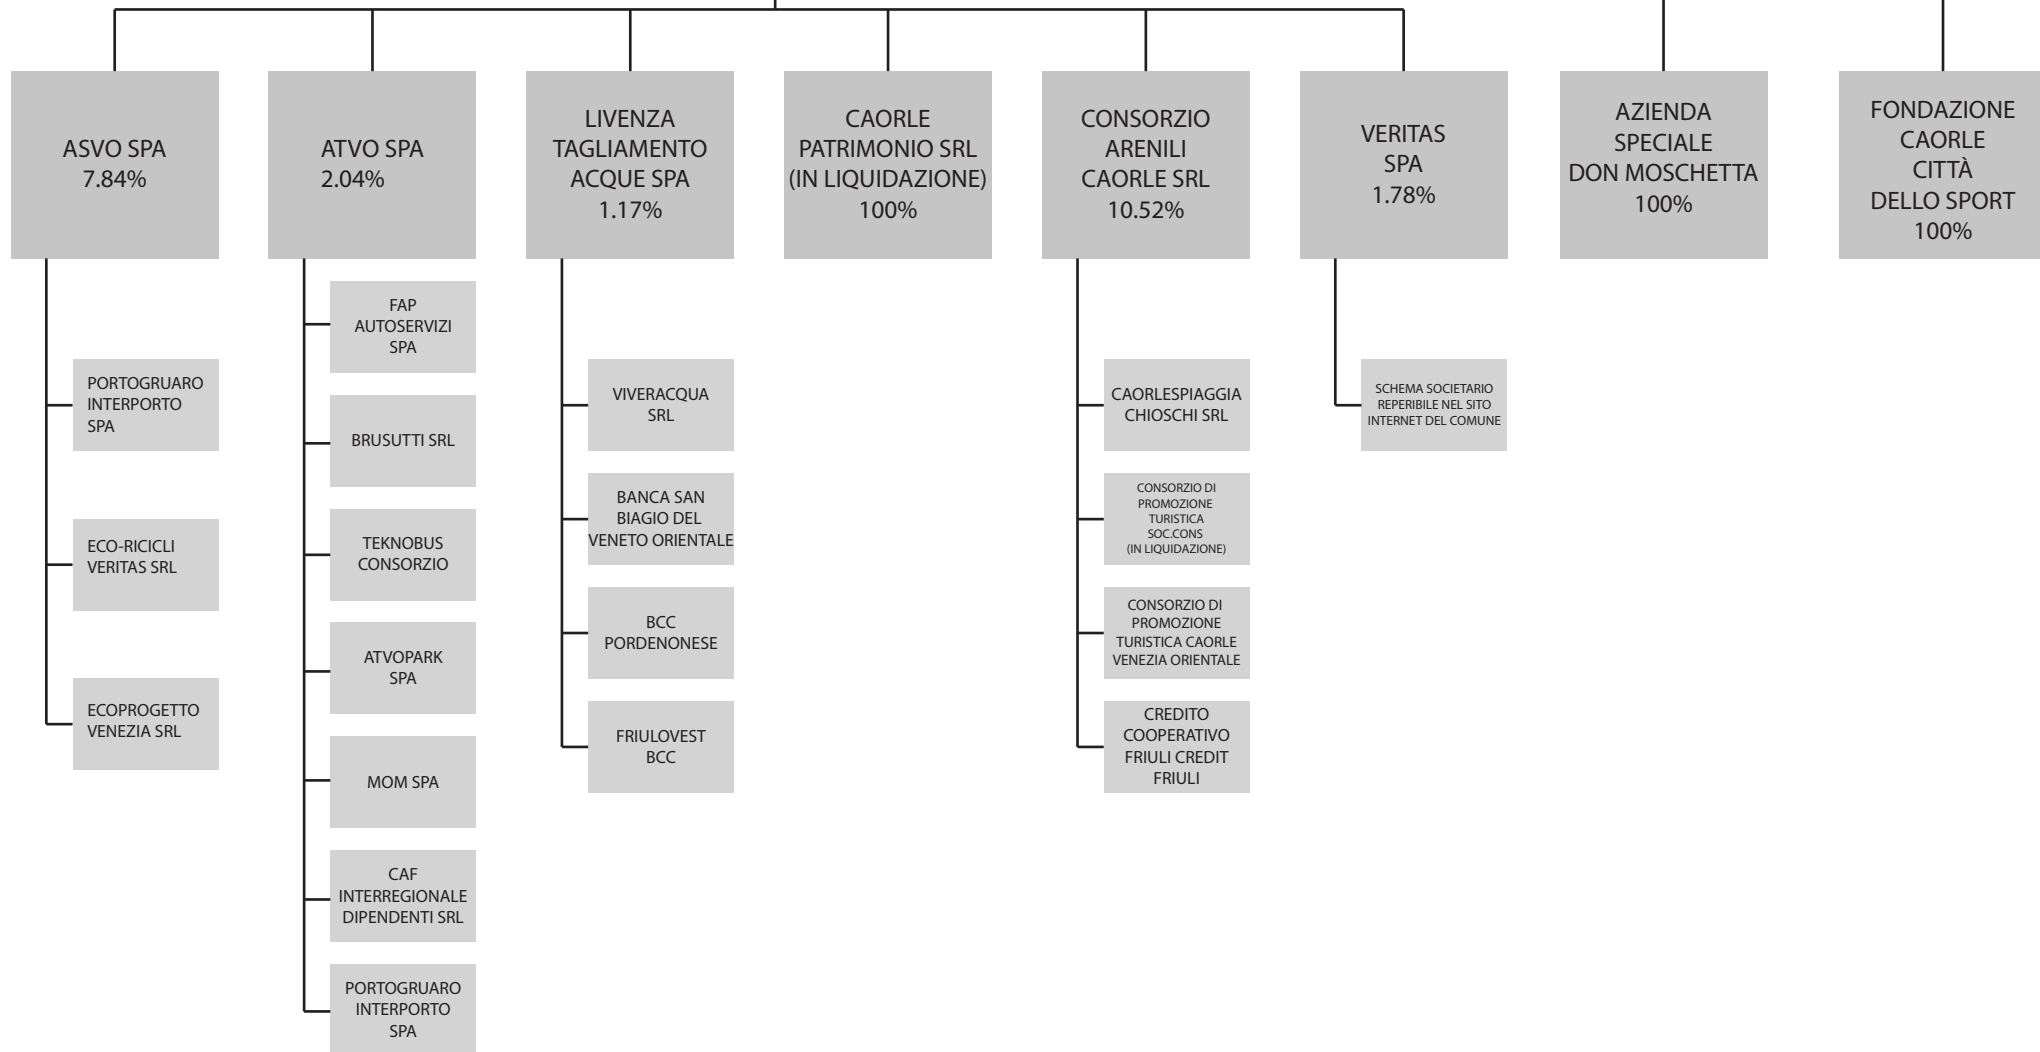 ASVO SPA
7.84%
ATVO SPA
2.04%
LIVENZA
TAGLIAMENTO
ACQUE SPA
1.17%
CAORLE
PATRIMONIO SRL
(IN LIQUIDAZIONE)
100%
CONSORZIO
ARENILI
CAORLE SRL
10.52%
VERITAS
SPA
1.78%
AZIENDA
SPECIALE
DON MOSCHETTA
100%
FONDAZIONE
CAORLE
CITTÀ
DELLO SPORT
100%
PORTOGRUARO
INTERPORTO
SPA
ECO-RICICLI
VERITAS SRL
ECOPROGETTO
VENEZIA SRL
FAP
AUTOSERVIZI
SPA
BRUSUTTI SRL
TEKNOBUS
CONSORZIO
ATVOPARK
SPA
MOM SPA
CAF
INTERREGIONALE
DIPENDENTI SRL
PORTOGRUARO
INTERPORTO
SPA
VIVERACQUA
SRL
BANCA SAN
BIAGIO DEL
VENETO ORIENTALE
BCC
PORDENONESE
FRIULOVEST
BCC
CAORLESPIAGGIA
CHIOSCHI SRL
CONSORZIO DI
PROMOZIONE
TURISTICA
SOC.CONS
(IN LIQUIDAZIONE)
CONSORZIO DI
PROMOZIONE
TURISTICA CAORLE
VENEZIA ORIENTALE
CREDITO
COOPERATIVO
FRIULI CREDIT
FRIULI
SCHEMA SOCIETARIO
REPERIBILE NEL SITO
INTERNET DEL COMUNE